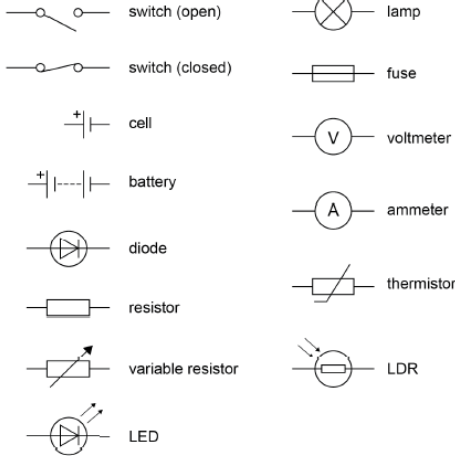 switch (open)
switch (closed)
+
cell
+
battery
diode
resistor
variable resistor
LED
lamp
fuse
V
voltmeter
A
ammeter
thermistor
LDR